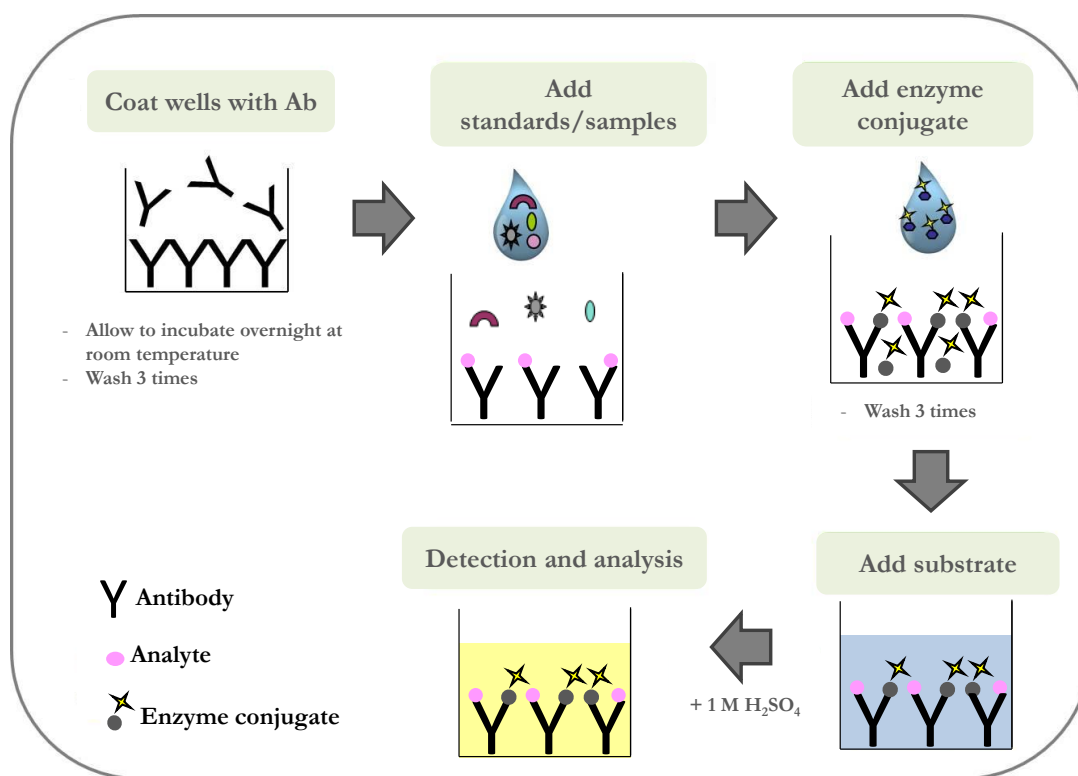 Coat wells with Ab
Add
standards/samples
Add enzyme
conjugate
- Allow to incubate overnight at
room temperature
- Wash 3 times
- Wash 3 times
Detection and analysis
Add substrate
Antibody
Analyte
Enzyme conjugate
+ 1 M H₂SO₄